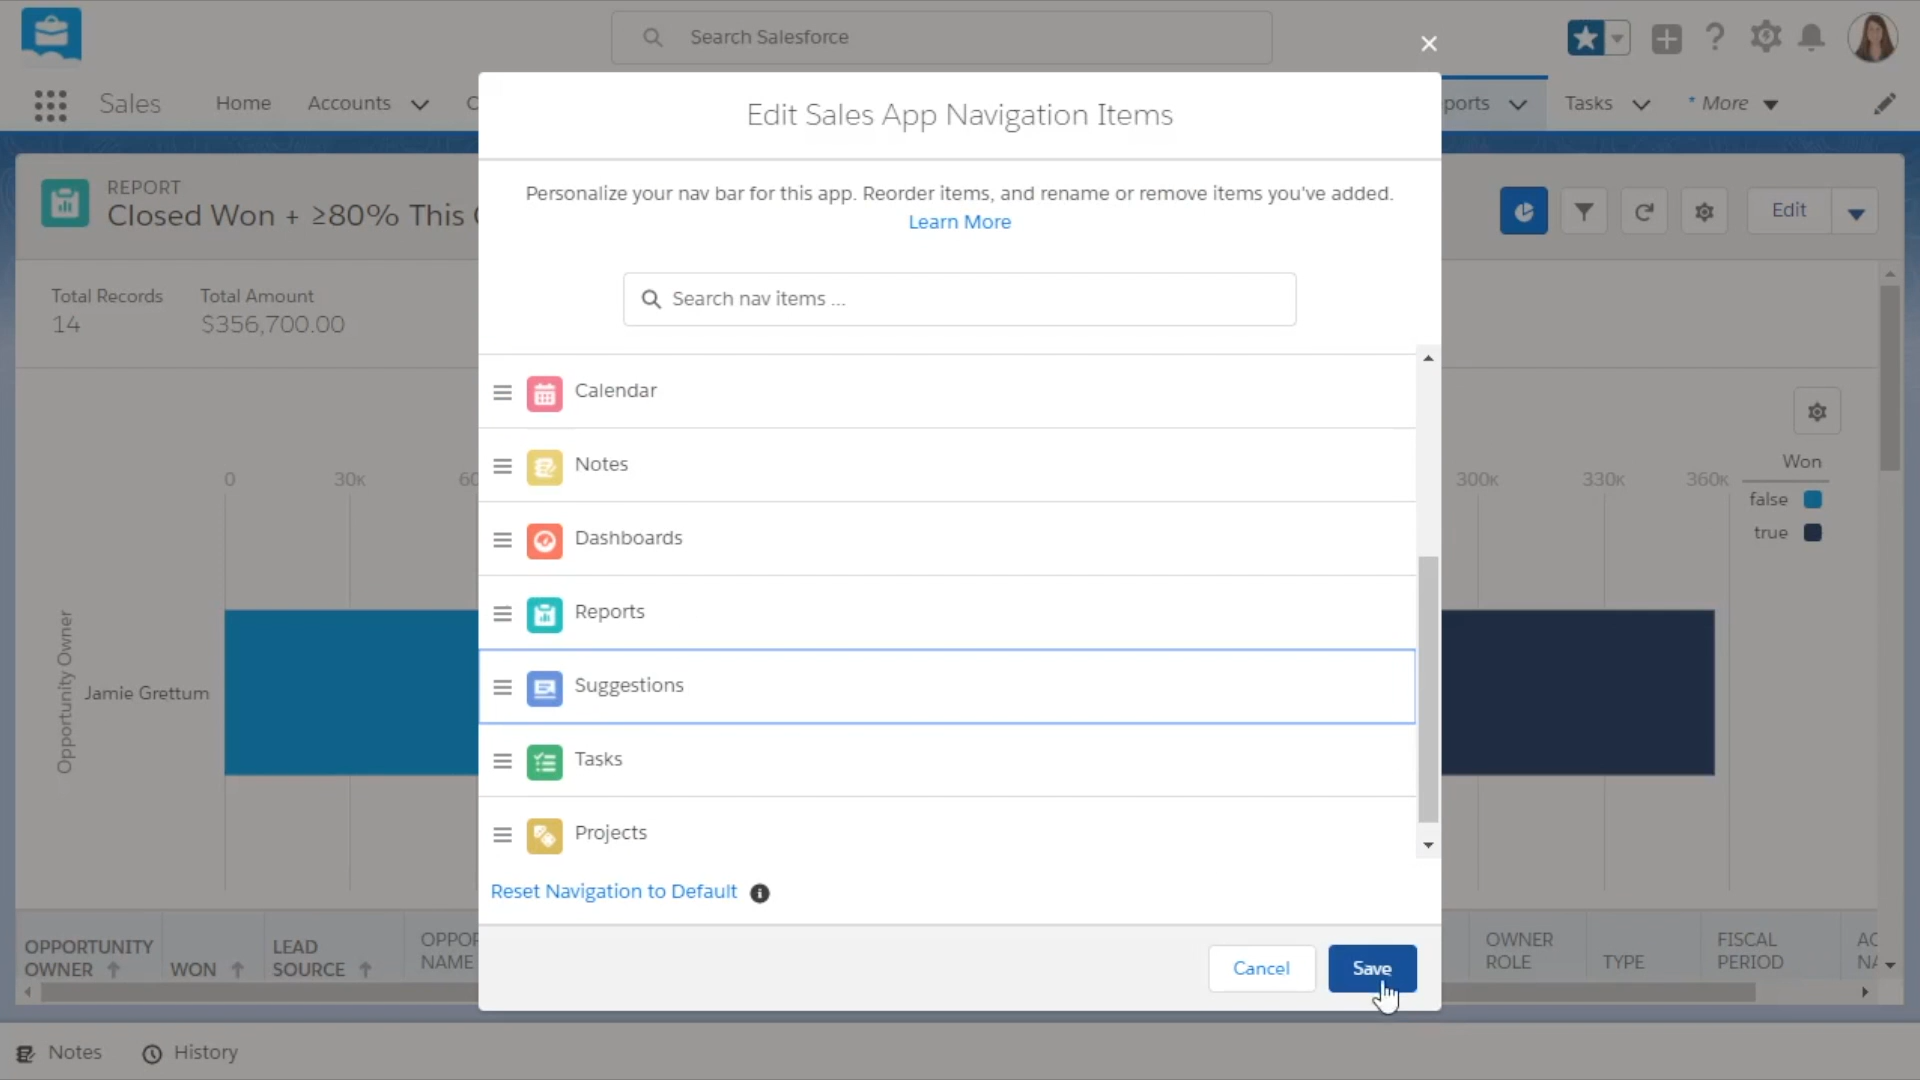 Search Salesforce
Sales
Home
Accounts
ports
Tasks
* More
Edit Sales App Navigation Items
Personalize your nav bar for this app. Reorder items, and rename or remove items you've added.
Learn More
Search nav items ...
REPORT
Closed Won + ≥80% This
Edit
Total Records
14
Total Amount
$356,700.00
Calendar
Notes
Dashboards
Reports
Suggestions
Tasks
Projects
Reset Navigation to Default
Cancel
Save
0
30K
60
300K
330K
360K
Won
false
true
Opportunity Owner
Jamie Grettum
OPPORTUNITY
OWNER
WON
LEAD
SOURCE
OPPOR
NAME
OWNER
ROLE
TYPE
FISCAL
PERIOD
AC
NA
Notes
History